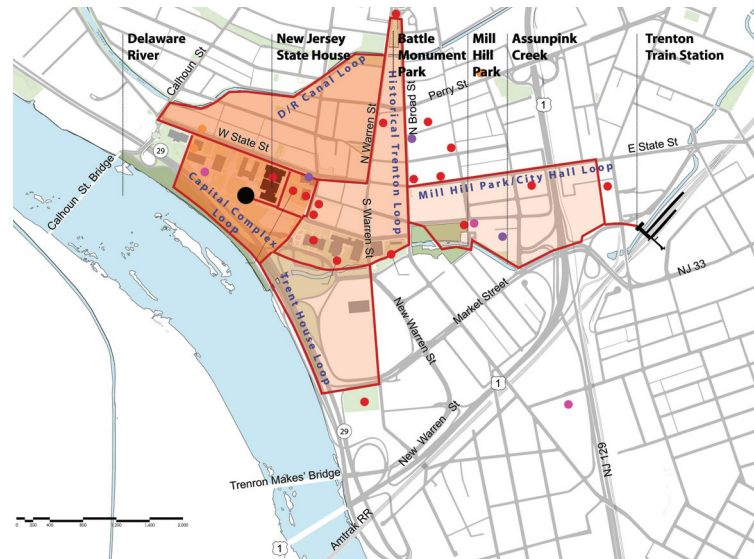 Delaware
River
New Jersey
State House
Battle
Monument
Park
Mill
Hill
Park
Assunpink
Creek
Trenton
Train Station
Calhoun St
D/R Canal Loop
Historical Trenton Loop
N Broad St
Perry St
1
W State St
N Warren St
29
E State St
Calhoun St. Bridge
Mill Hill Park/City Hall Loop
Capital Complex
Loop
S Warren St
Trent House Loop
NJ 33
Market Street
New Warren St
1
29
New Warren St
NJ 129
Trenron Makes' Bridge
Amtrak RR
1